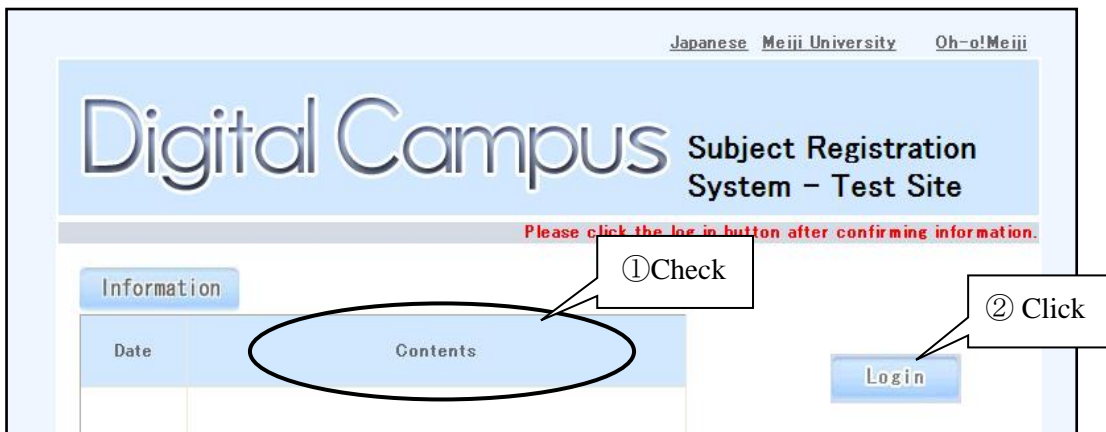 Japanese Meiji University Oh-o!Meiji
Digital Campus
Subject Registration
System - Test Site
Please click the log in button after confirming information.
①Check
Information
② Click
Date Contents
Login